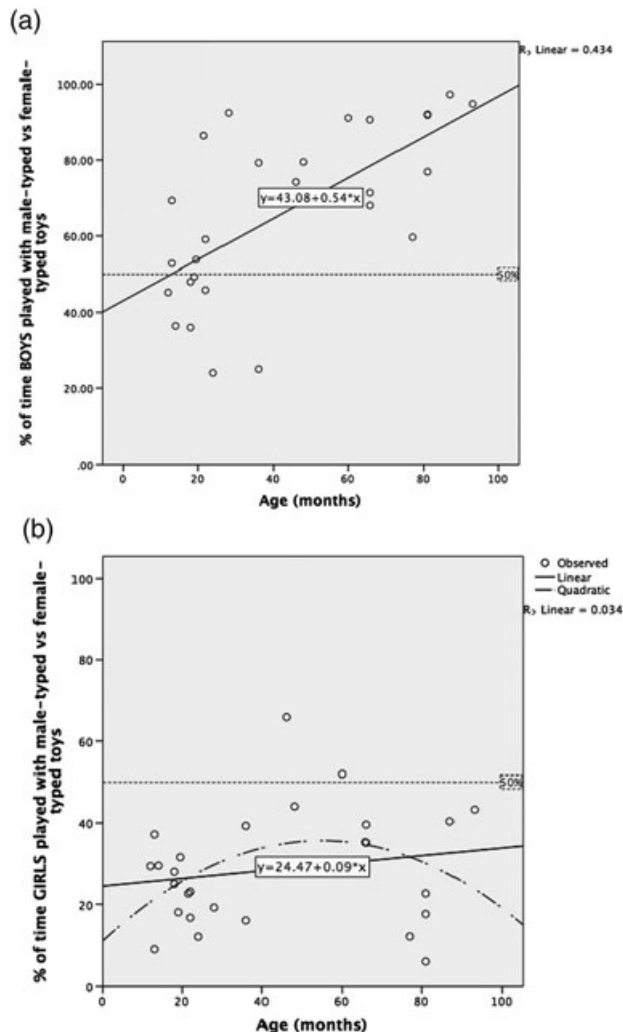 (a)
R₂ Linear = 0.434
% of time BOYS played with male-typed vs female-
typed toys
100.00
80.00
60.00
40.00
20.00
.00
y=43.08+0.54*x
50%
0 20 40 60 80 100
Age (months)
(b)
Observed
Linear
Quadratic
R₂ Linear = 0.034
% of time GIRLS played with male-typed vs female-
typed toys
100
80
60
40
20
0
50%
y=24.47+0.09*x
0 20 40 60 80 100
Age (months)